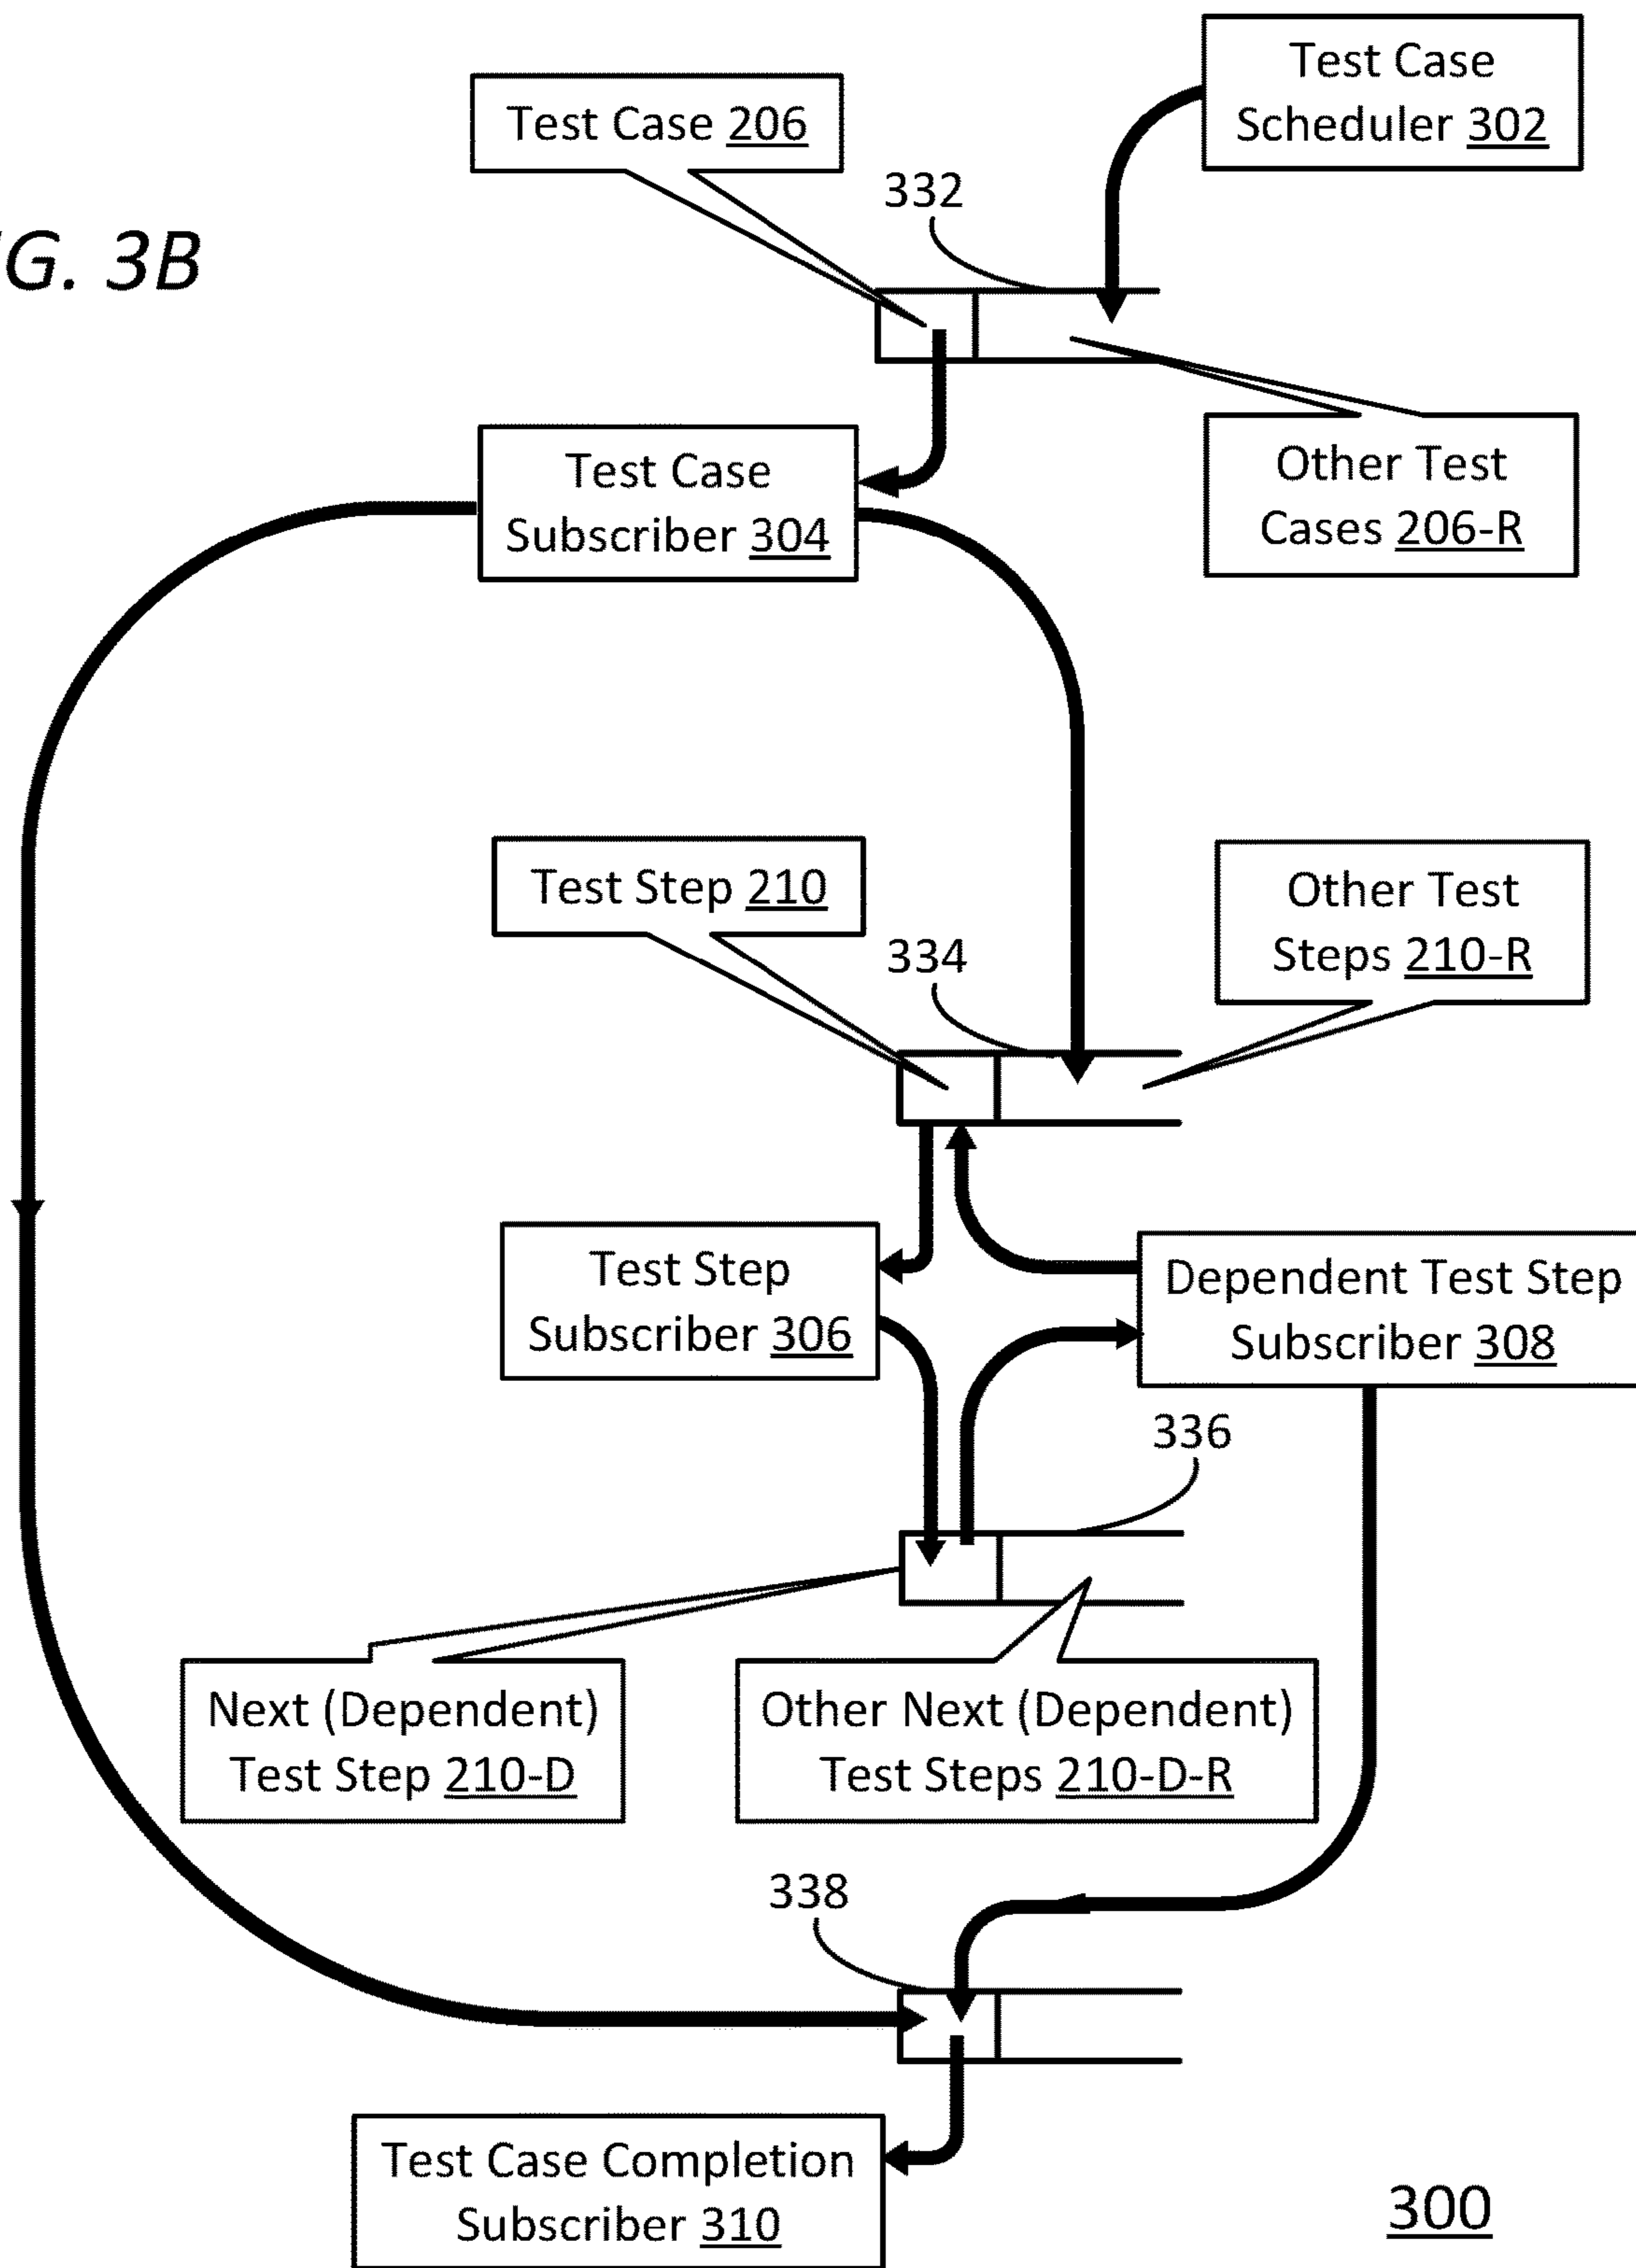 Test Case
Scheduler 302
Test Case 206
332
G. 3B
Test Case
Subscriber 304
Other Test
Cases 206-R
Test Step 210
Other Test
Steps 210-R
334
Test Step
Subscriber 306
Dependent Test Step
Subscriber 308
336
Next (Dependent)
Test Step 210-D
Other Next (Dependent)
Test Steps 210-D-R
338
Test Case Completion
Subscriber 310
300